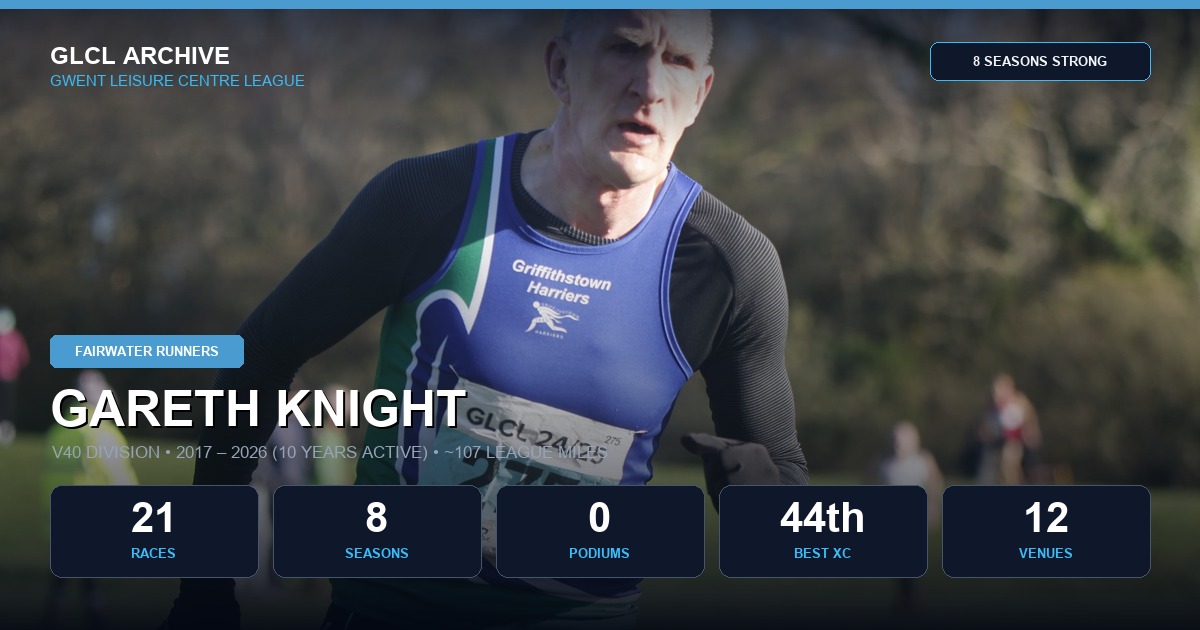 GLCL ARCHIVE
GWENT LEISURE CENTRE LEAGUE
8 SEASONS STRONG
Griffithstown
Harriers
HARRIERS
FAIRWATER RUNNERS
GARETH KNIGHT
GLCL 24/25
275
V40 DIVISION • 2017 – 2026 (10 YEARS ACTIVE) • ~107 LEAGUE MILES
21
RACES
8
SEASONS
0
PODIUMS
44th
BEST XC
12
VENUES